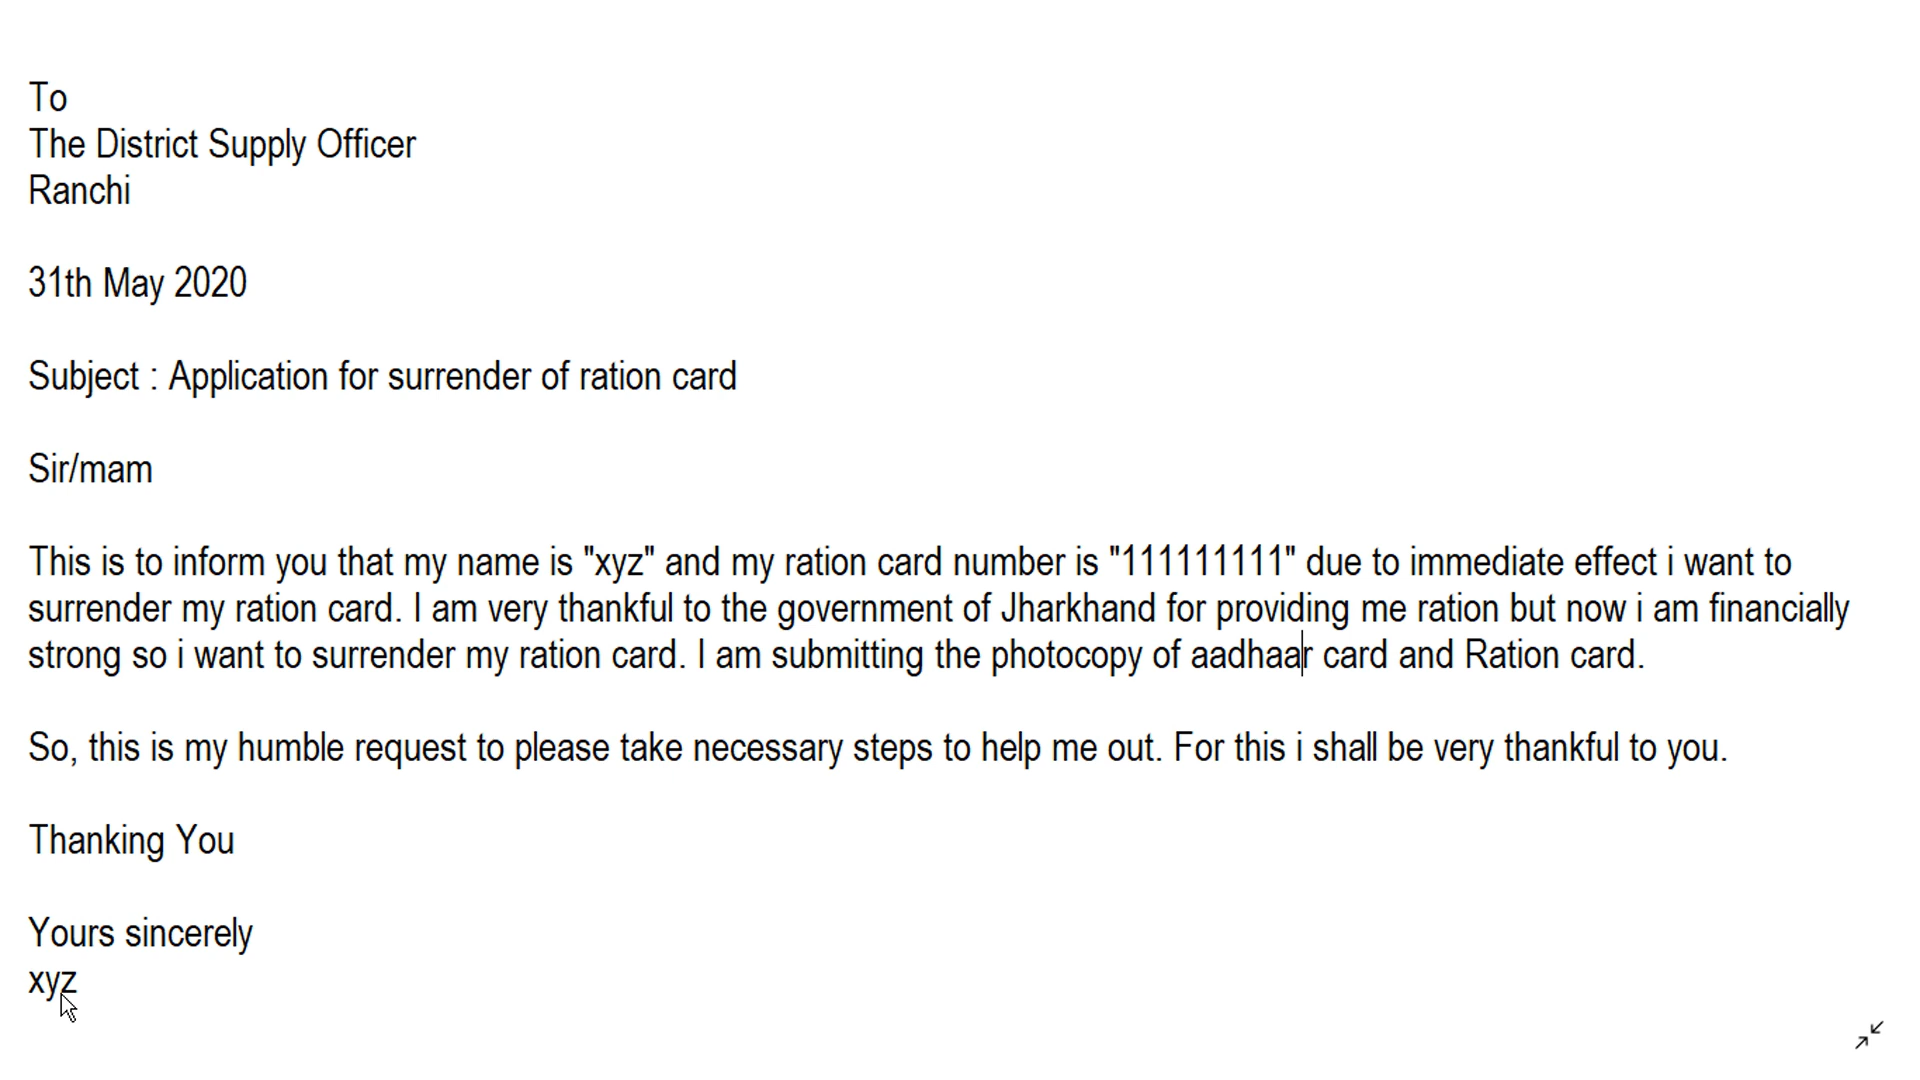 To
The District Supply Officer
Ranchi
31th May 2020
Subject : Application for surrender of ration card
Sir/mam
This is to inform you that my name is "xyz" and my ration card number is "111111111" due to immediate effect i want to
surrender my ration card. I am very thankful to the government of Jharkhand for providing me ration but now i am financially
strong so i want to surrender my ration card. I am submitting the photocopy of aadhaar card and Ration card.
So, this is my humble request to please take necessary steps to help me out. For this i shall be very thankful to you.
Thanking You
Yours sincerely
xyz